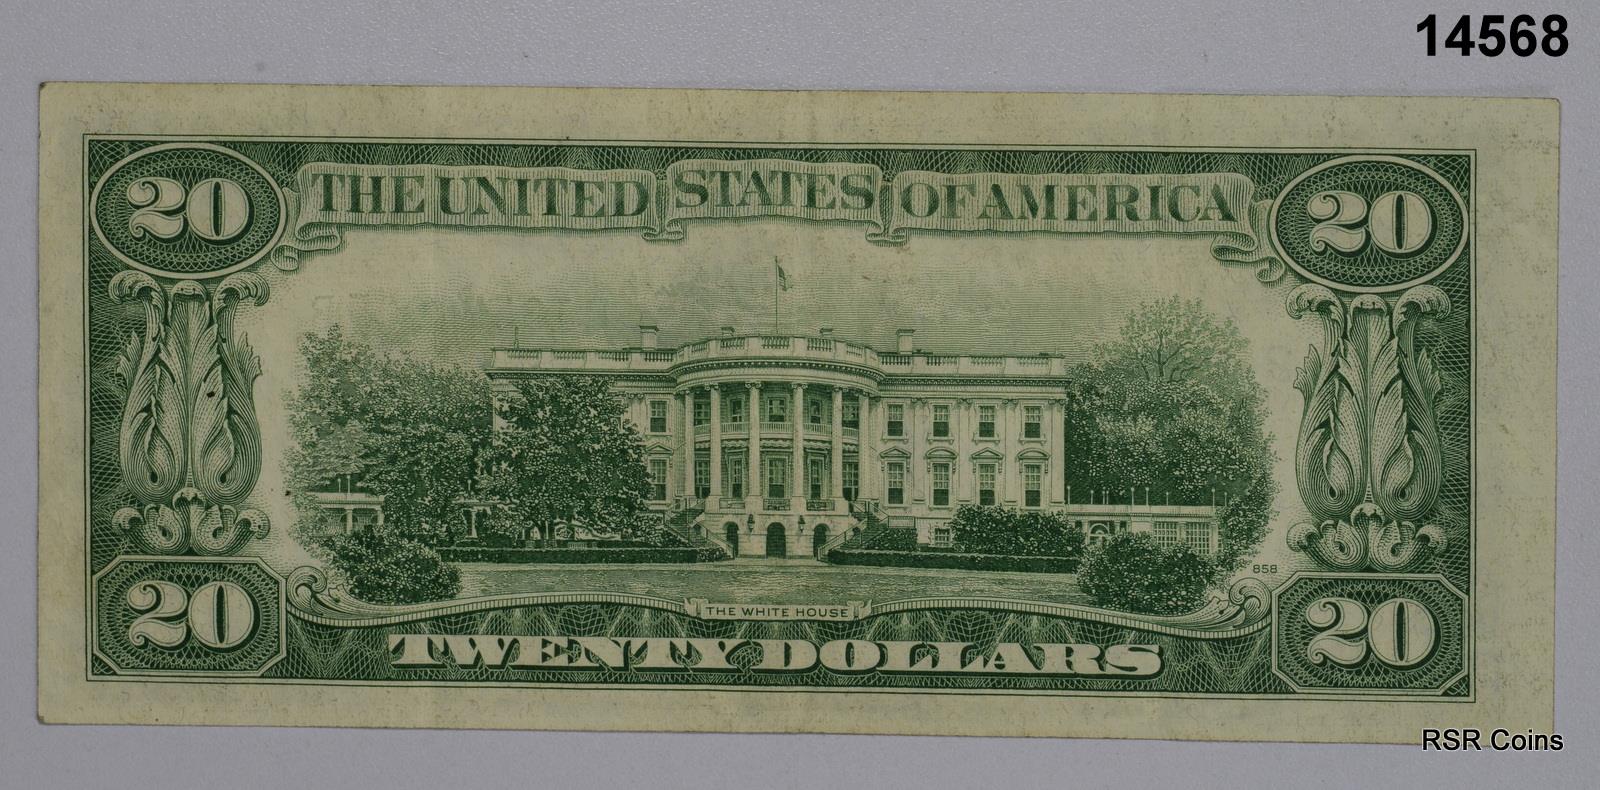 14568
20 THE UNITED STATES OF AMERICA 20
858
20 THE WHITE HOUSE 20
TWENTY DOLLARS
RSR Coins